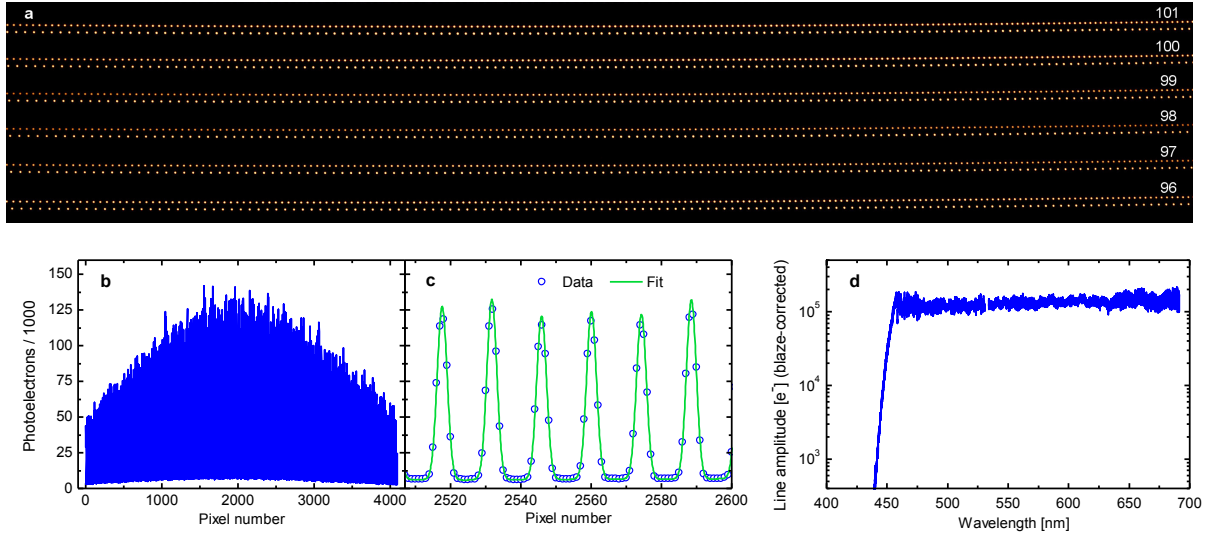 a
101
100
99
98
97
96
b
Photoelectrons / 1000
150
125
100
75
50
25
0
0 1000 2000 3000 4000
Pixel number
c
Data Fit
2520 2540 2560 2580 2600
Pixel number
d
Line amplitude [e⁻] (blaze-corrected)
10⁵
10⁴
10³
400 450 500 550 600 650 700
Wavelength [nm]